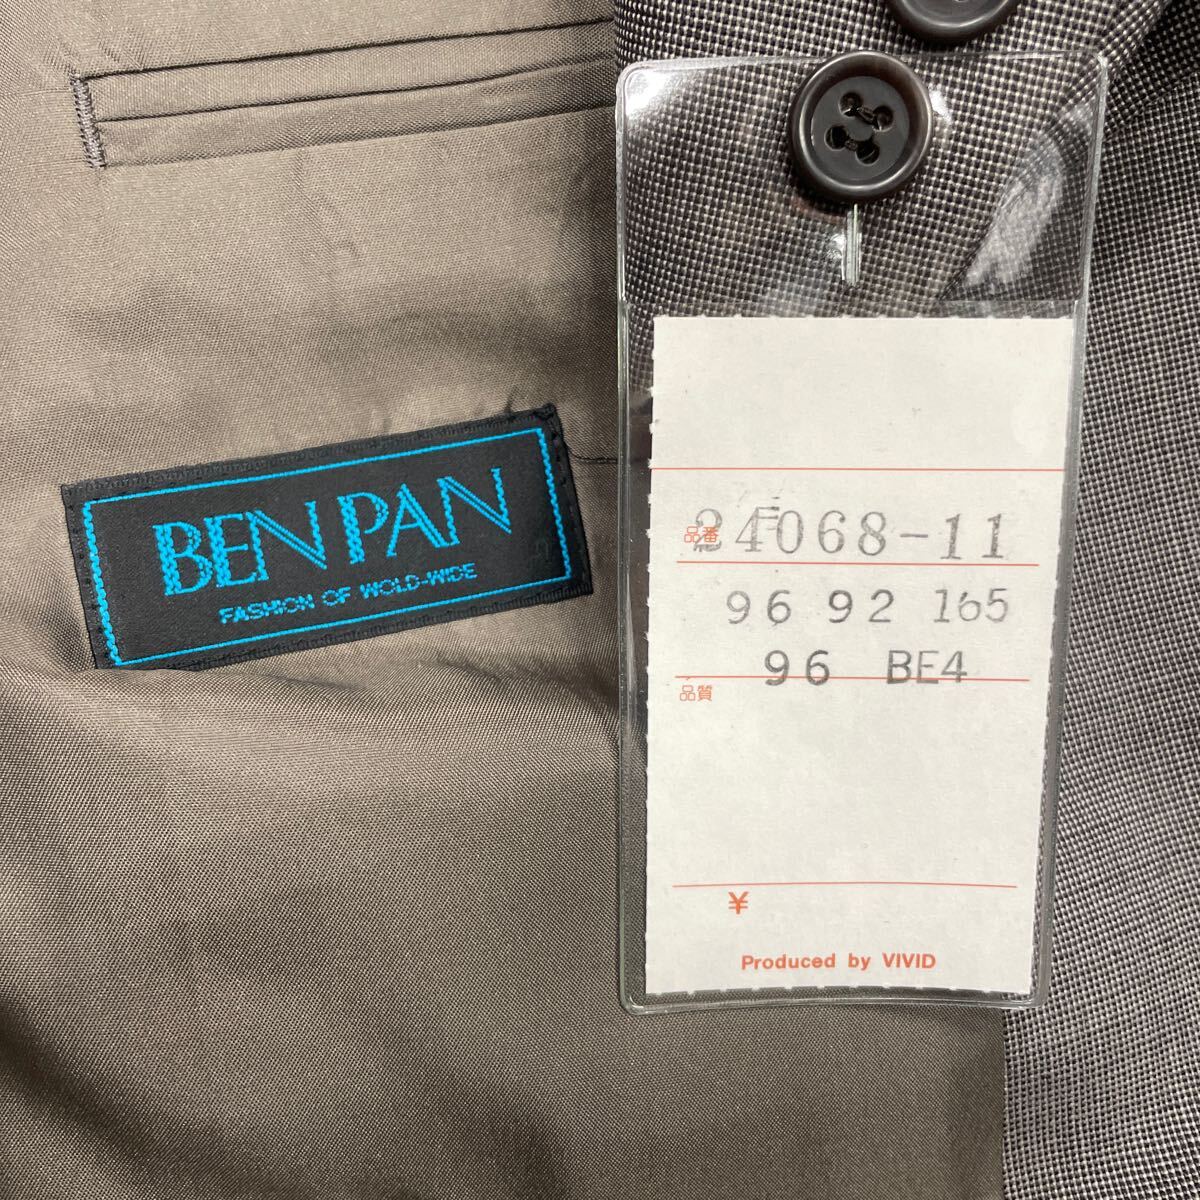 BEN PAN
FASHION OF WOLD-WIDE
品番 24068-11
96 92 165
96 BE4
品質
¥
Produced by VIVID